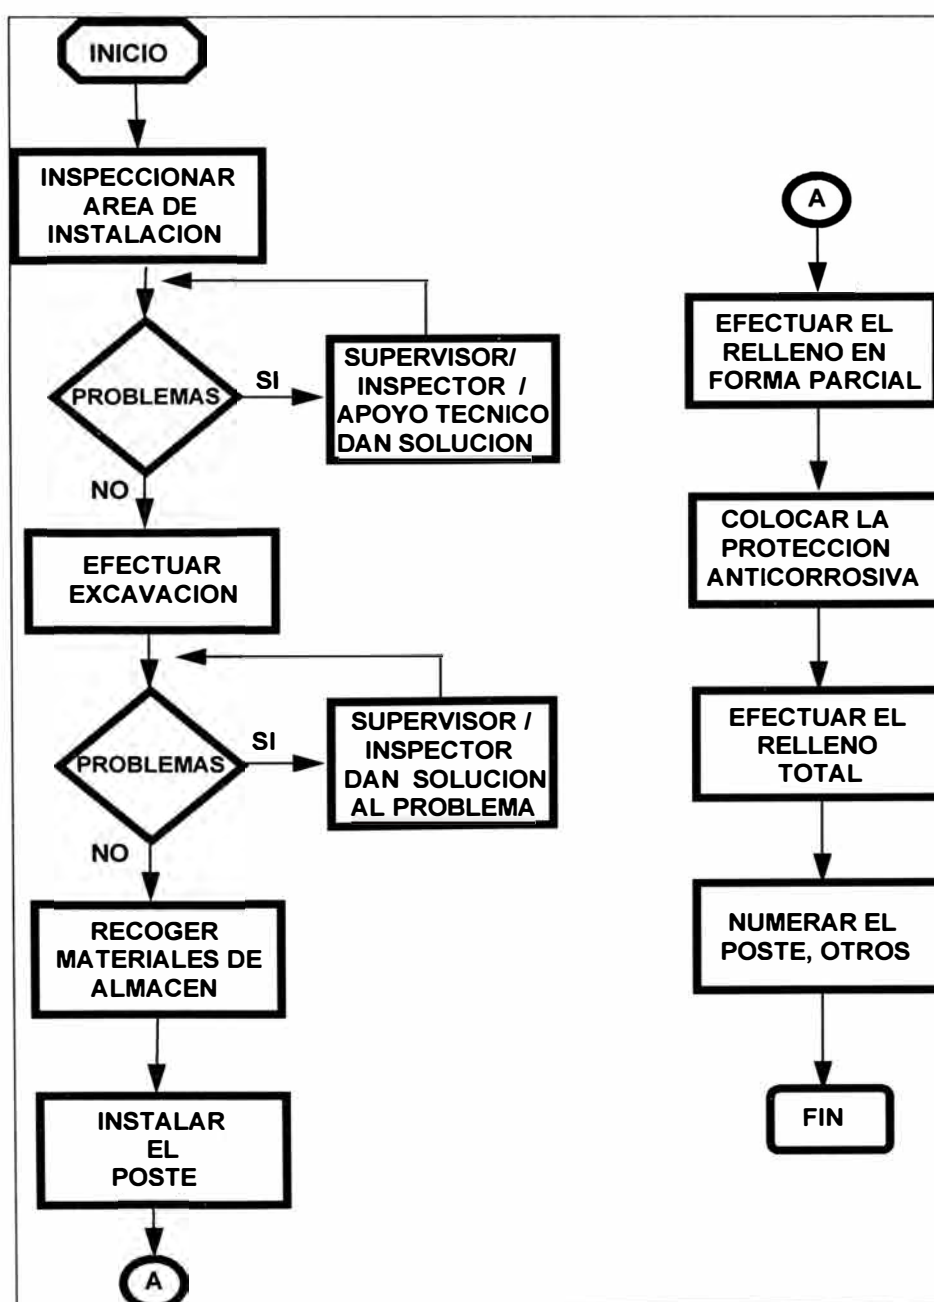 INICIO
INSPECCIONAR
AREA DE
INSTALACION
PROBLEMAS
SI
SUPERVISOR/
INSPECTOR /
APOYO TECNICO
DAN SOLUCION
NO
EFECTUAR
EXCAVACION
PROBLEMAS
SI
SUPERVISOR /
INSPECTOR
DAN SOLUCION
AL PROBLEMA
NO
RECOGER
MATERIALES DE
ALMACEN
INSTALAR
EL
POSTE
A
A
EFECTUAR EL
RELLENO EN
FORMA PARCIAL
COLOCAR LA
PROTECCION
ANTICORROSIVA
EFECTUAR EL
RELLENO
TOTAL
NUMERAR EL
POSTE, OTROS
FIN